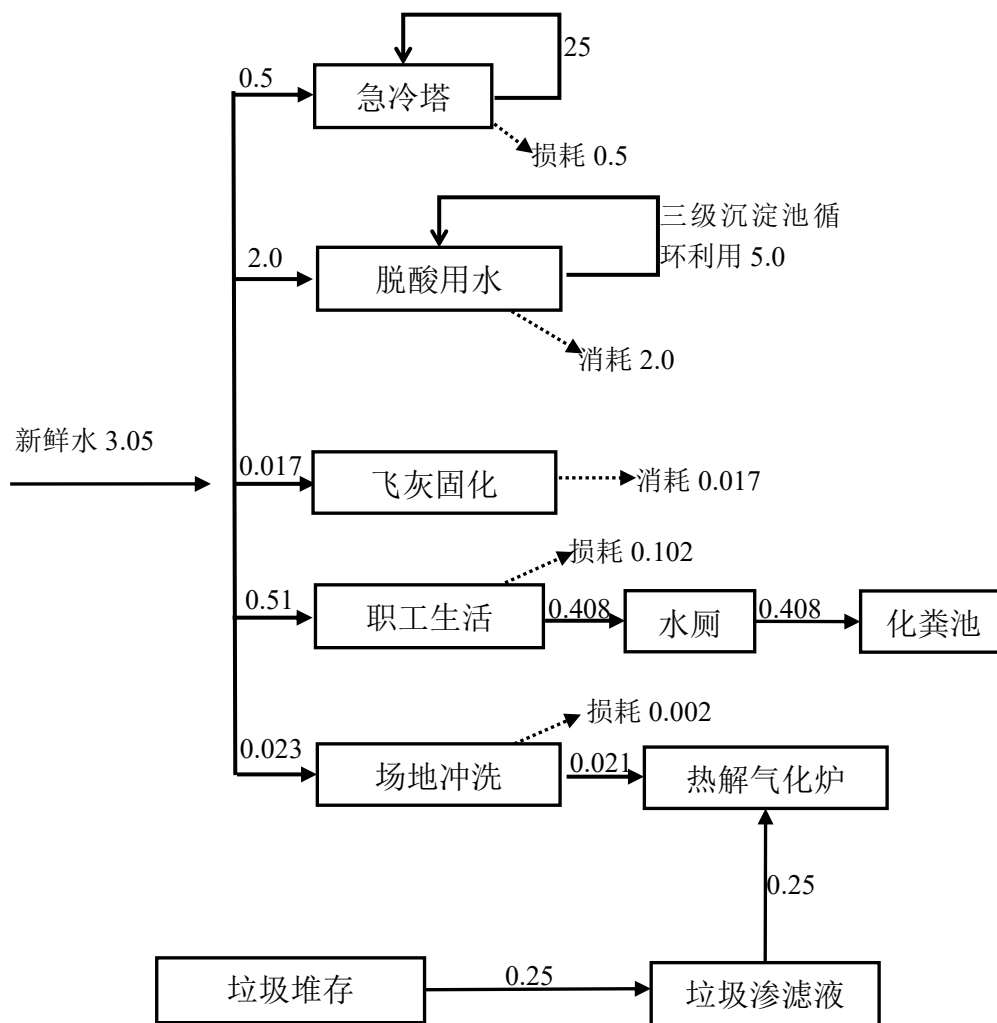 25
0.5
急冷塔
损耗 0.5
三级沉淀池循
环利用 5.0
2.0
脱酸用水
消耗 2.0
新鲜水 3.05
0.017
飞灰固化
消耗 0.017
损耗 0.102
0.51
职工生活
0.408
水厕
0.408
化粪池
损耗 0.002
0.023
场地冲洗
0.021
热解气化炉
0.25
垃圾堆存
0.25
垃圾渗滤液